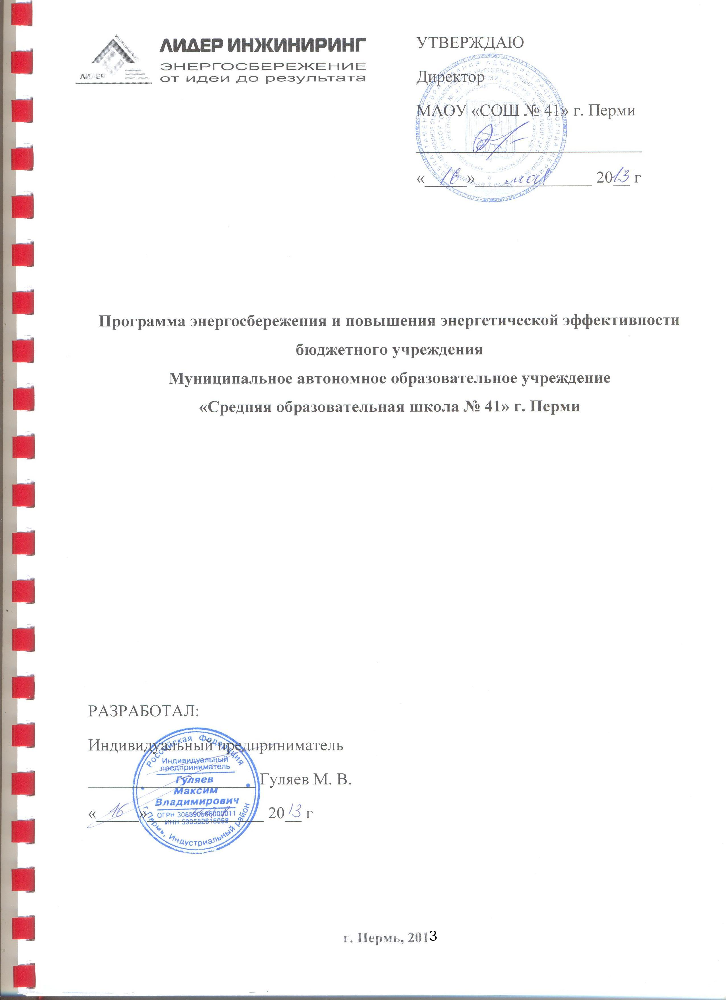 ИНЖИНИРИНГ
ЛИДЕР
ЛИДЕР ИНЖИНИРИНГ
ЭНЕРГОСБЕРЕЖЕНИЕ
от идеи до результата
УТВЕРЖДАЮ
Директор
МАОУ «СОШ № 41» г. Перми
«16» мая 2013 г
Программа энергосбережения и повышения энергетической эффективности
бюджетного учреждения
Муниципальное автономное образовательное учреждение
«Средняя образовательная школа № 41» г. Перми
РАЗРАБОТАЛ:
Индивидуальный предприниматель
Гуляев М. В.
«16» мая 2013 г
Российская Федерация
Индивидуальный
предприниматель
Гуляев
Максим
Владимирович
ОГРН 305590506000011
ИНН 590582615058
г. Пермь, Индустриальный район
г. Пермь, 2013